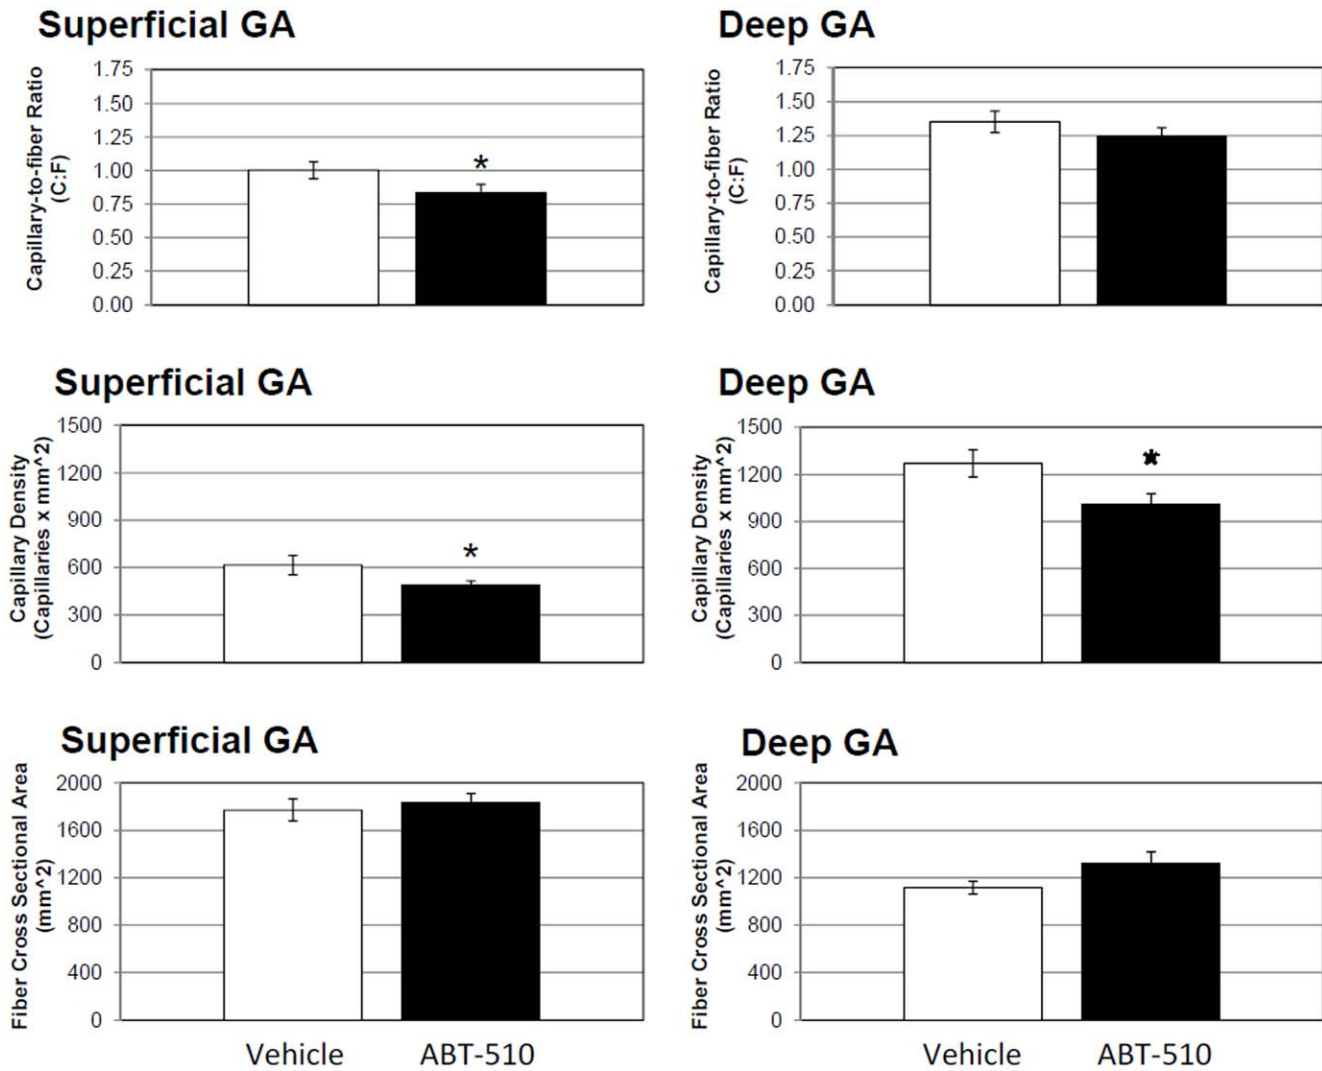 Superficial GA
Capillary-to-fiber Ratio
(C:F)
1.75
1.50
1.25
1.00
0.75
0.50
0.25
0.00
*
Deep GA
Capillary-to-fiber Ratio
(C:F)
1.75
1.50
1.25
1.00
0.75
0.50
0.25
0.00
Superficial GA
Capillary Density
(Capillaries x mm^2)
1500
1200
900
600
300
0
*
Deep GA
Capillary Density
(Capillaries x mm^2)
1500
1200
900
600
300
0
*
Superficial GA
Fiber Cross Sectional Area
(mm^2)
2000
1600
1200
800
400
0
Vehicle ABT-510
Deep GA
Fiber Cross Sectional Area
(mm^2)
2000
1600
1200
800
400
0
Vehicle ABT-510